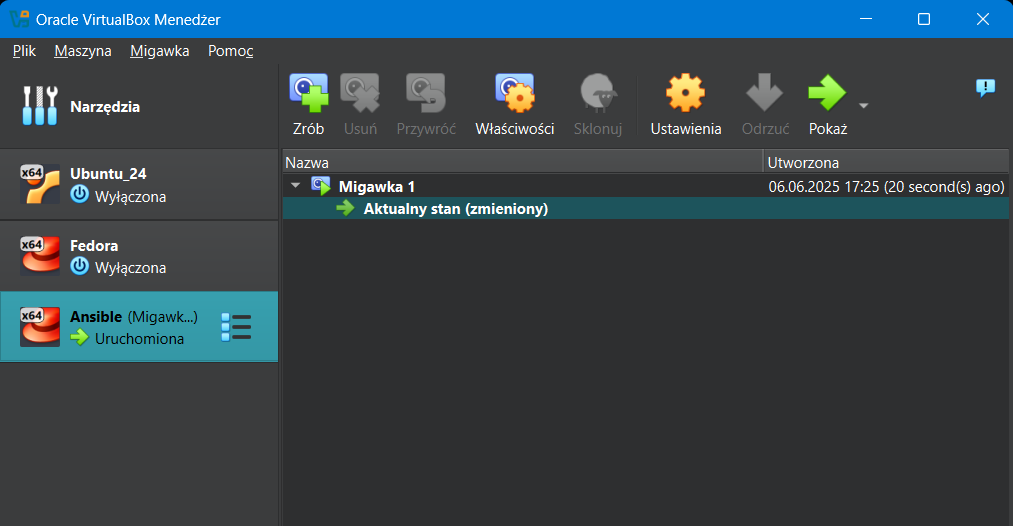 Oracle VirtualBox Menedżer
Plik Maszyna Migawka Pomoc
Narzędzia
Zrób Usuń Przywróć Właściwości Sklonuj Ustawienia Odrzuć Pokaż
x64 Ubuntu_24
Wyłączona
x64 Fedora
Wyłączona
x64 Ansible (Migawk...)
Uruchomiona
Nazwa Utworzona
Migawka 1 06.06.2025 17:25 (20 second(s) ago)
Aktualny stan (zmieniony)